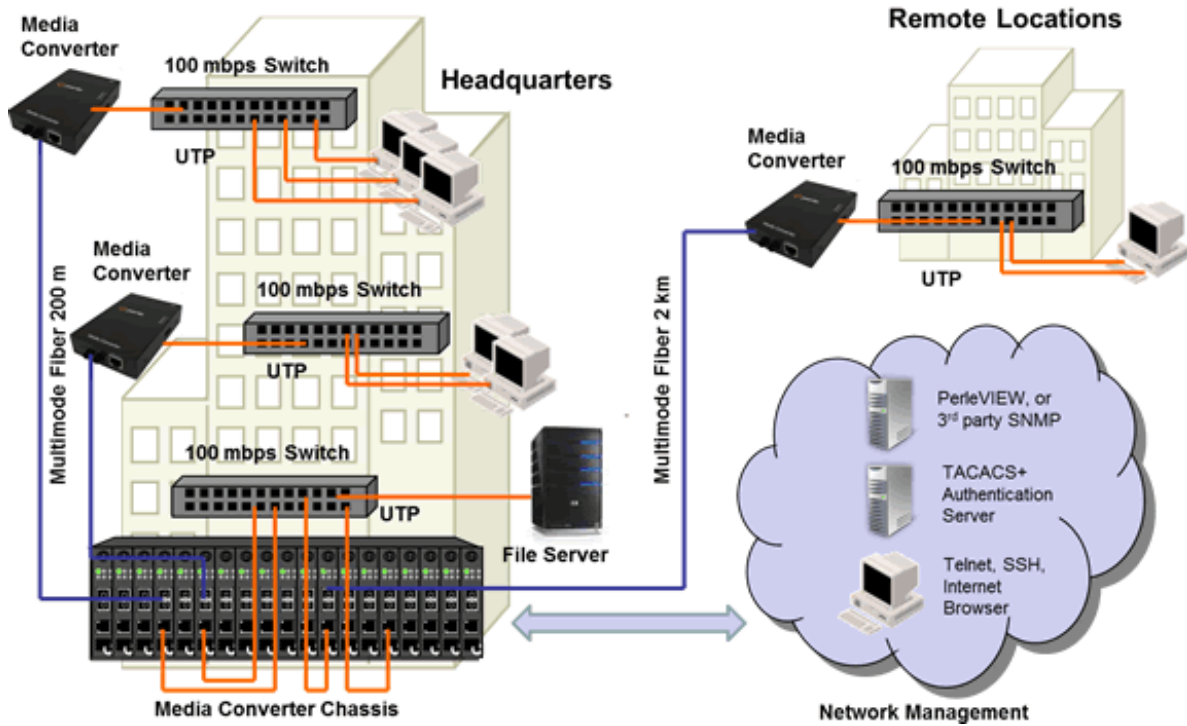 Media
Converter
100 mbps Switch
Headquarters
UTP
Media
Converter
100 mbps Switch
UTP
Multimode Fiber 200 m
100 mbps Switch
UTP
File Server
Media Converter Chassis
Multimode Fiber 2 km
Remote Locations
Media
Converter
100 mbps Switch
UTP
PerleVIEW, or
3rd party SNMP
TACACS+
Authentication
Server
Telnet, SSH,
Internet
Browser
Network Management